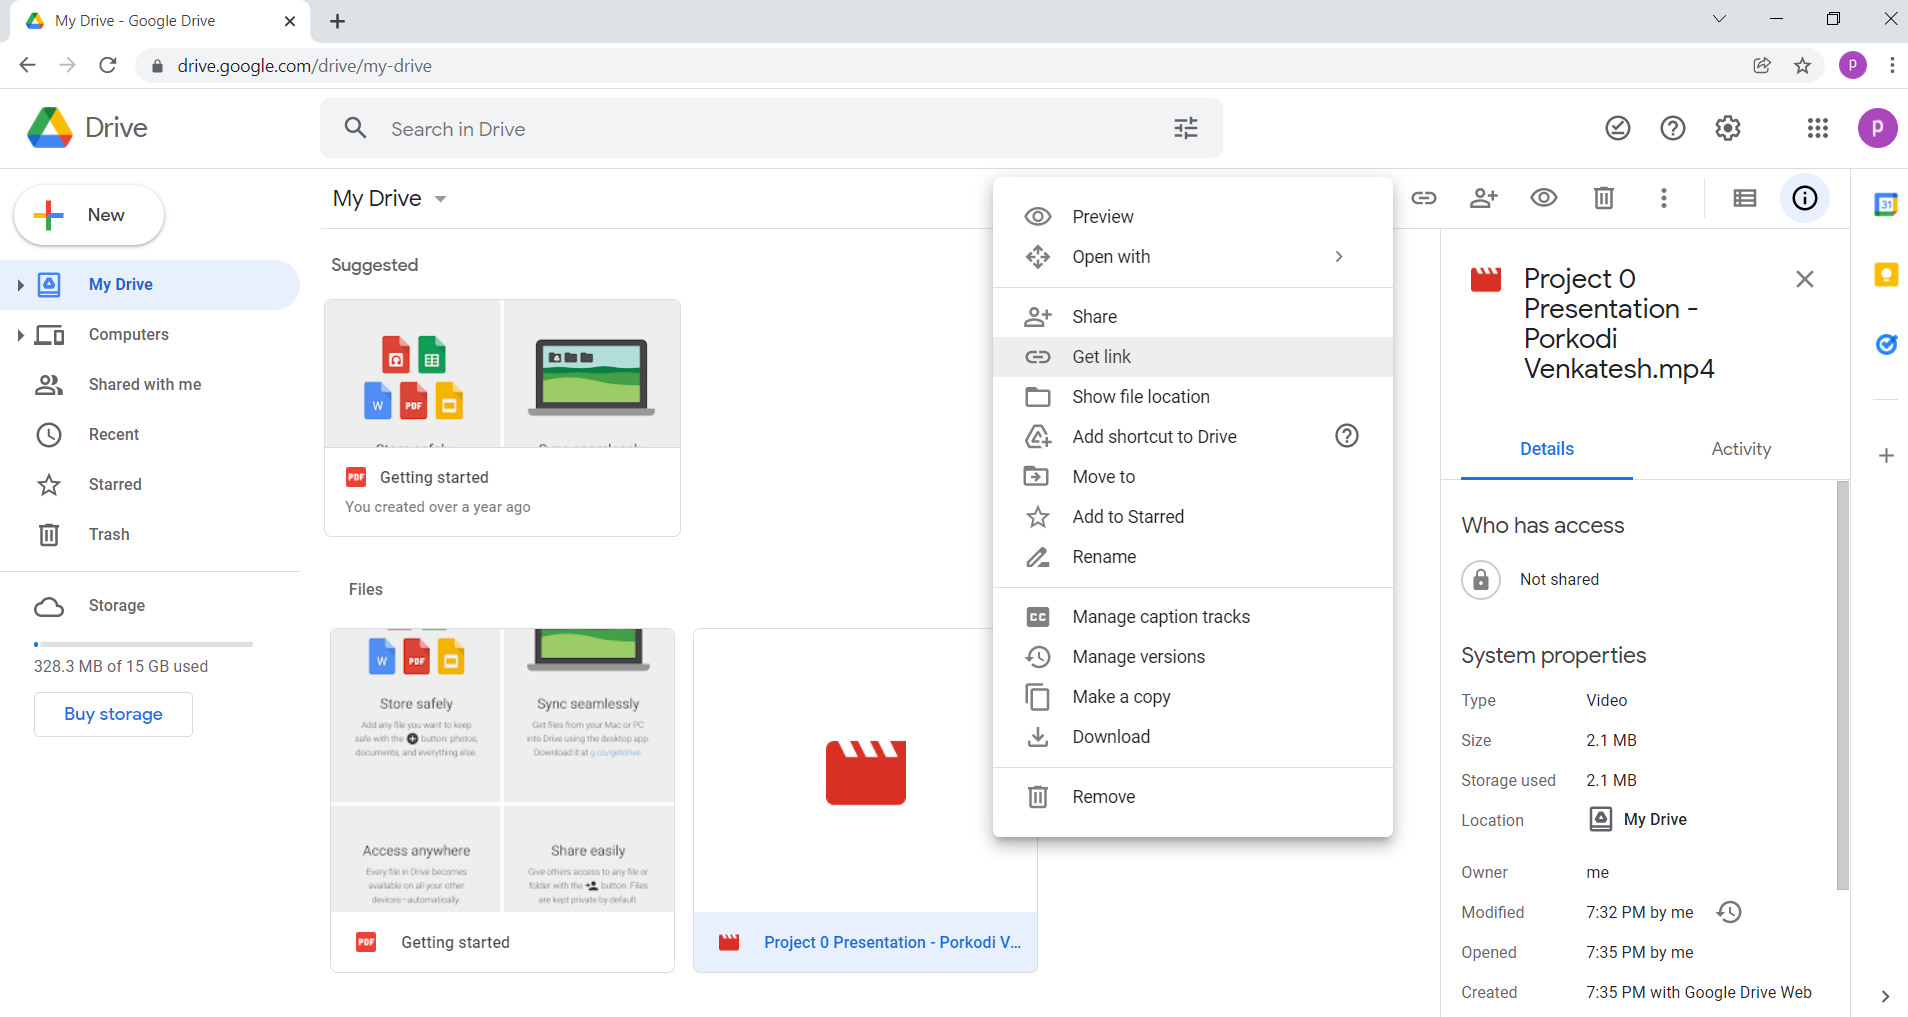 My Drive - Google Drive
drive.google.com/drive/my-drive
P
Drive
Search in Drive
p
New
My Drive
Computers
Shared with me
Recent
Starred
Trash
Storage
328.3 MB of 15 GB used
Buy storage
My Drive
Suggested
W
PDF
PDF
Getting started
You created over a year ago
Files
W
PDF
Store safely
Add any file you want to keep
safe with the + button: photos,
documents, and everything else.
Sync seamlessly
Get files from your Mac or PC
into Drive using the desktop app.
Download it at g.co/getdrive.
Access anywhere
Every file in Drive becomes
available on all your other
devices—automatically.
Share easily
Give others access to any file or
folder with the button. Files
are kept private by default.
PDF
Getting started
Project 0 Presentation - Porkodi V...
Preview
Open with
Share
Get link
Show file location
Add shortcut to Drive
Move to
Add to Starred
Rename
CC
Manage caption tracks
Manage versions
Make a copy
Download
Remove
Project 0
Presentation -
Porkodi
Venkatesh.mp4
Details
Activity
Who has access
Not shared
System properties
Type Video
Size 2.1 MB
Storage used 2.1 MB
Location My Drive
Owner me
Modified 7:32 PM by me
Opened 7:35 PM by me
Created 7:35 PM with Google Drive Web
31